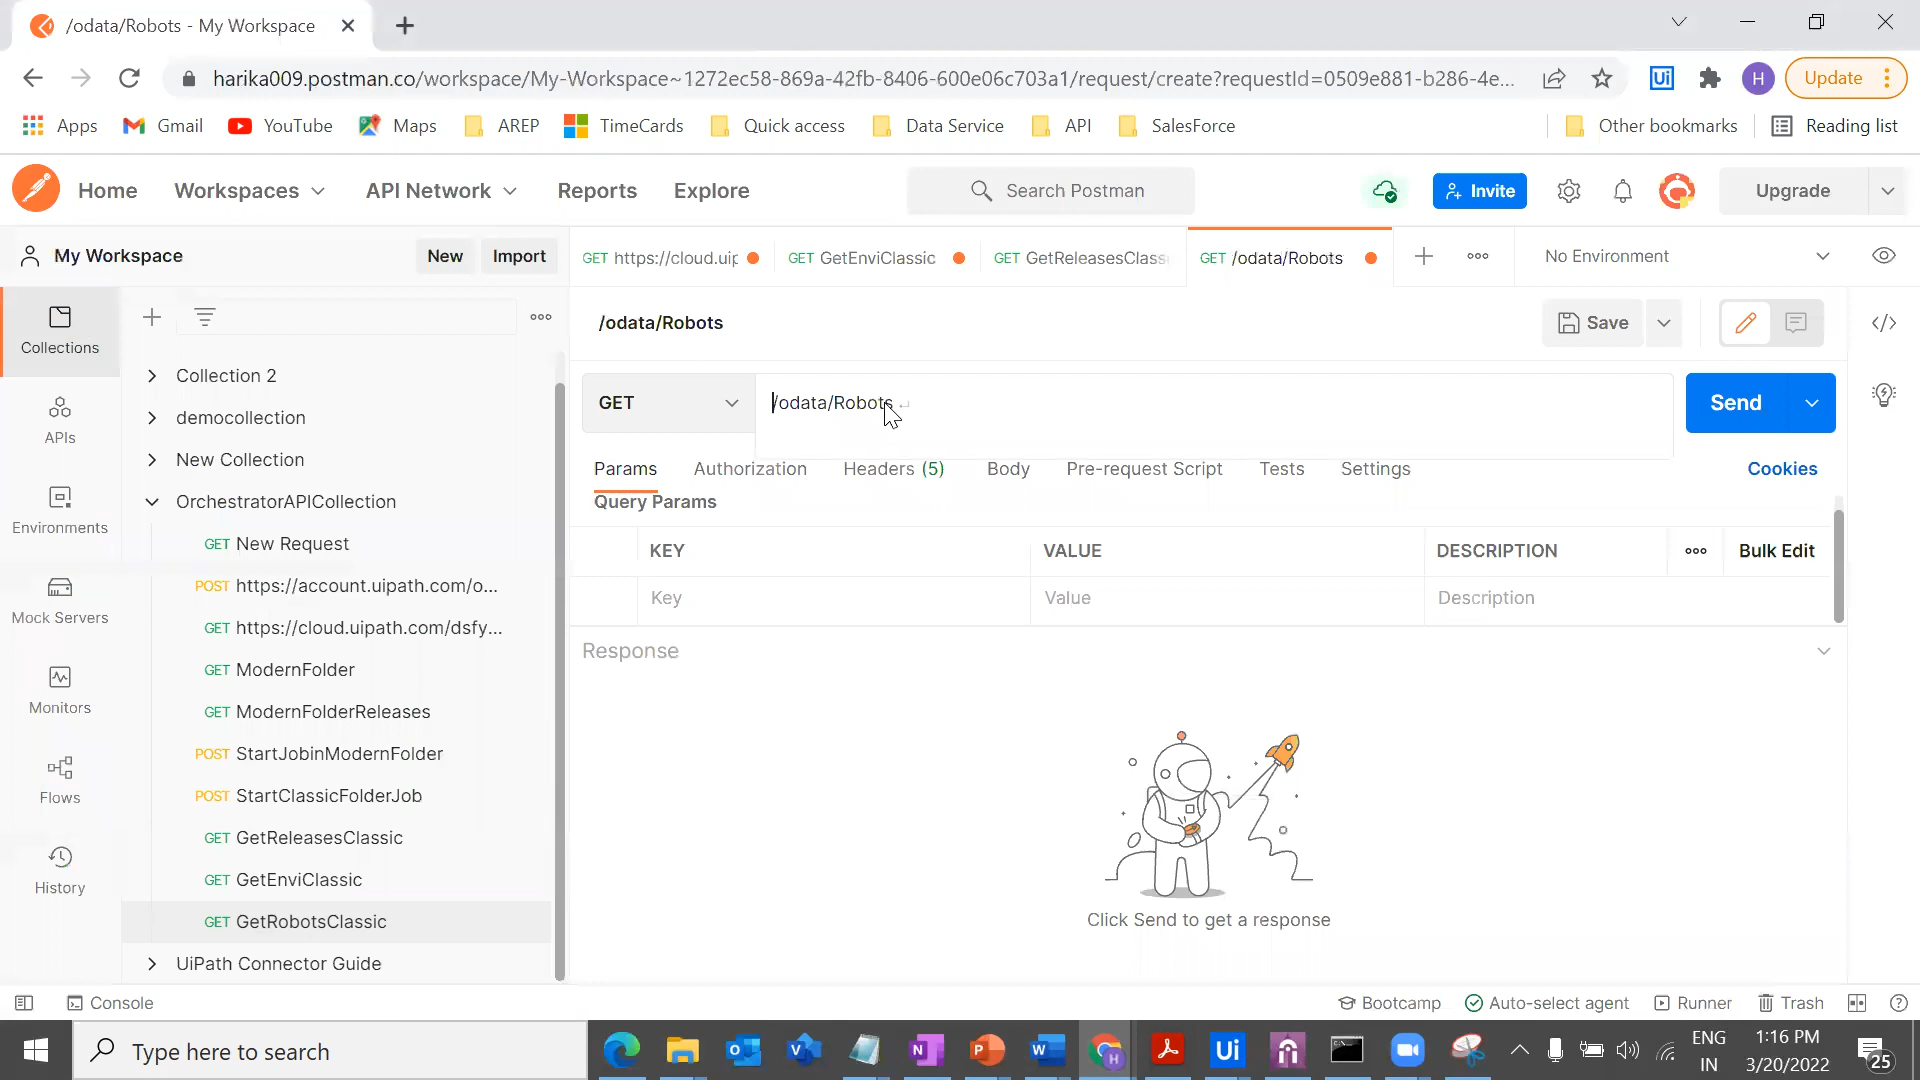 /odata/Robots - My Workspace
harika009.postman.co/workspace/My-Workspace~1272ec58-869a-42fb-8406-600e06c703a1/request/create?requestId=0509e881-b286-4e...
H
Update
Apps
Gmail
YouTube
Maps
AREP
TimeCards
Quick access
Data Service
API
SalesForce
Other bookmarks
Reading list
Home
Workspaces
API Network
Reports
Explore
Search Postman
Invite
Upgrade
My Workspace
New
Import
GET https://cloud.uip
GET GetEnviClassic
GET GetReleasesClass
GET /odata/Robots
No Environment
Collections
APIs
Environments
Mock Servers
Monitors
Flows
History
Collection 2
democollection
New Collection
OrchestratorAPICollection
GET New Request
POST https://account.uipath.com/o...
GET https://cloud.uipath.com/dsfy...
GET ModernFolder
GET ModernFolderReleases
POST StartJobinModernFolder
POST StartClassicFolderJob
GET GetReleasesClassic
GET GetEnviClassic
GET GetRobotsClassic
UiPath Connector Guide
/odata/Robots
Save
GET
/odata/Robots
Send
Params
Authorization
Headers (5)
Body
Pre-request Script
Tests
Settings
Cookies
Query Params
KEY
VALUE
DESCRIPTION
Bulk Edit
Key
Value
Description
Response
Click Send to get a response
Console
Bootcamp
Auto-select agent
Runner
Trash
Type here to search
ENG
IN
1:16 PM
3/20/2022
25